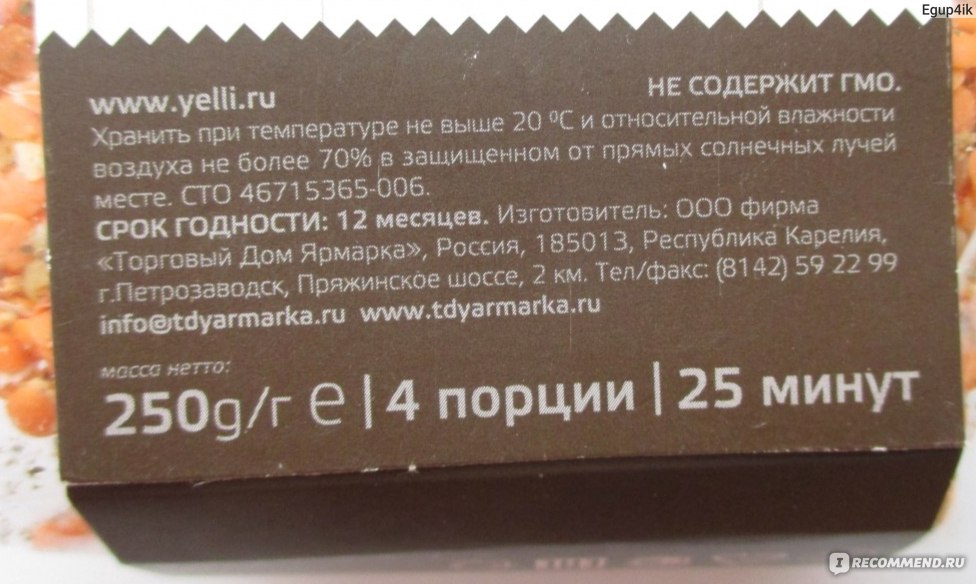 Egup4ik
www.yelli.ru
НЕ СОДЕРЖИТ ГМО.
Хранить при температуре не выше 20 ºС и относительной влажности
воздуха не более 70% в защищенном от прямых солнечных лучей
месте. СТО 46715365-006.
СРОК ГОДНОСТИ: 12 месяцев. Изготовитель: ООО фирма
«Торговый Дом Ярмарка», Россия, 185013, Республика Карелия,
г.Петрозаводск, Пряжинское шоссе, 2 км. Тел/факс: (8142) 59 22 99
info@tdyarmarka.ru www.tdyarmarka.ru
масса нетто:
250g/г e | 4 порции | 25 минут
IRECOMMEND.RU